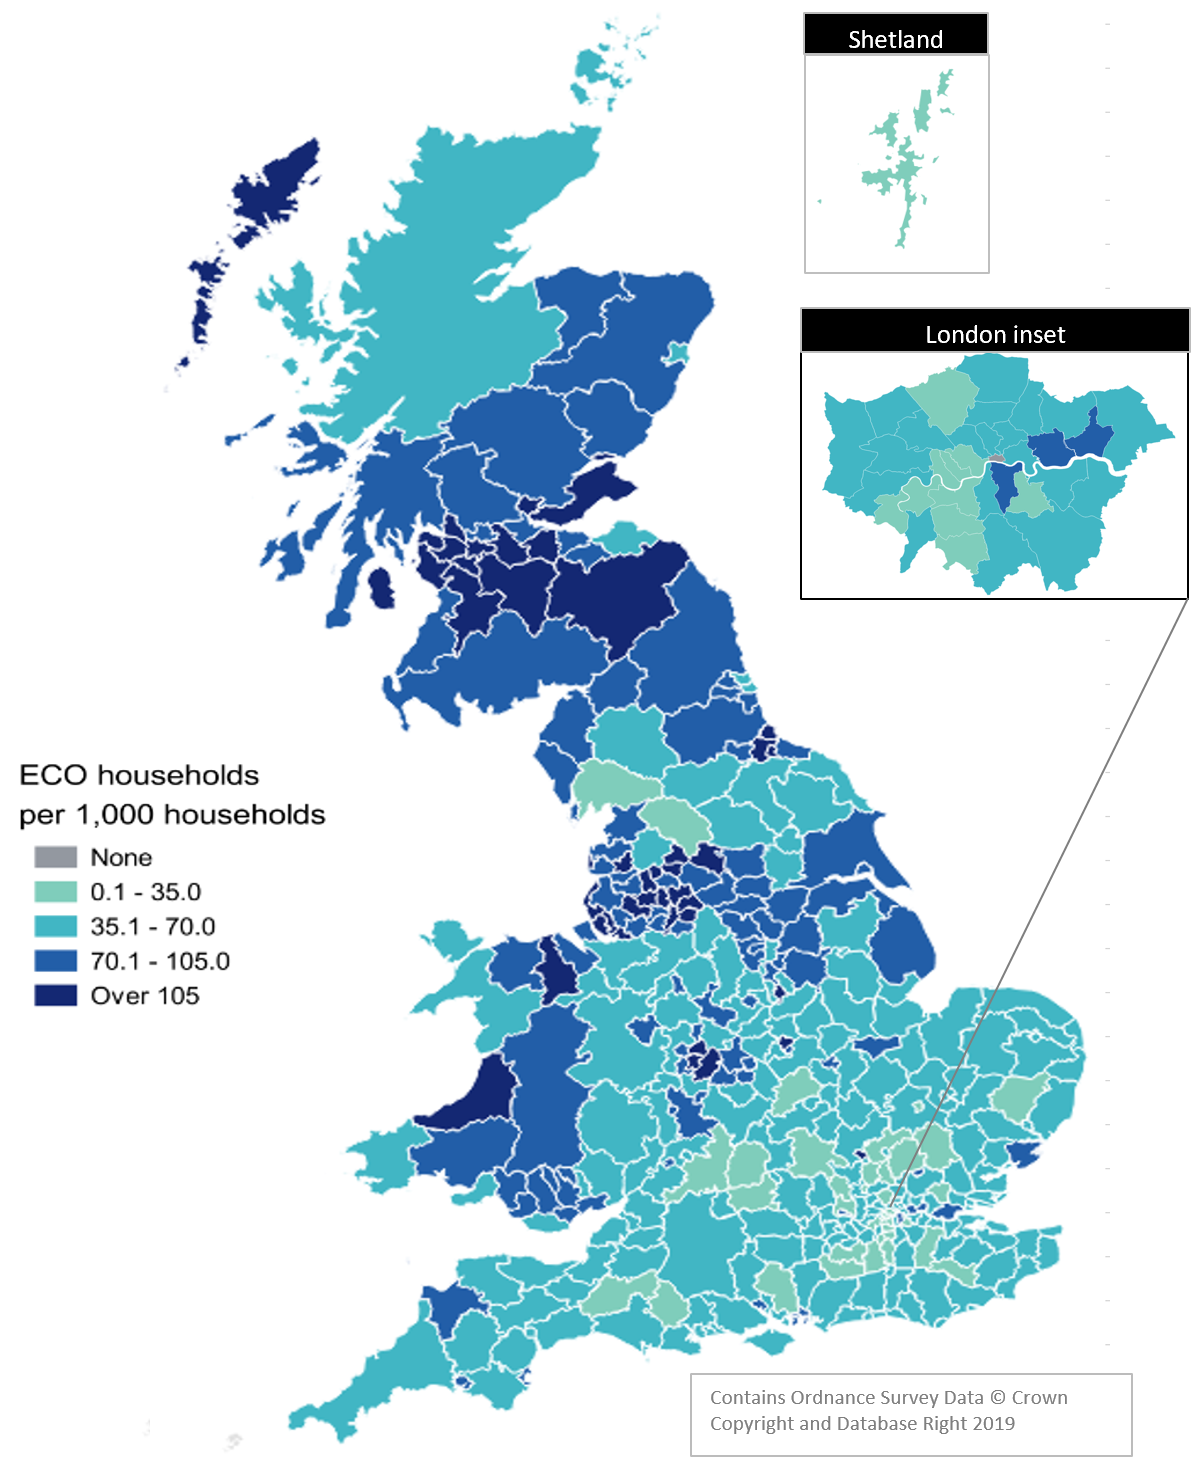 Shetland
London inset
ECO households
per 1,000 households
None
0.1 - 35.0
35.1 - 70.0
70.1 - 105.0
Over 105
Contains Ordnance Survey Data © Crown
Copyright and Database Right 2019